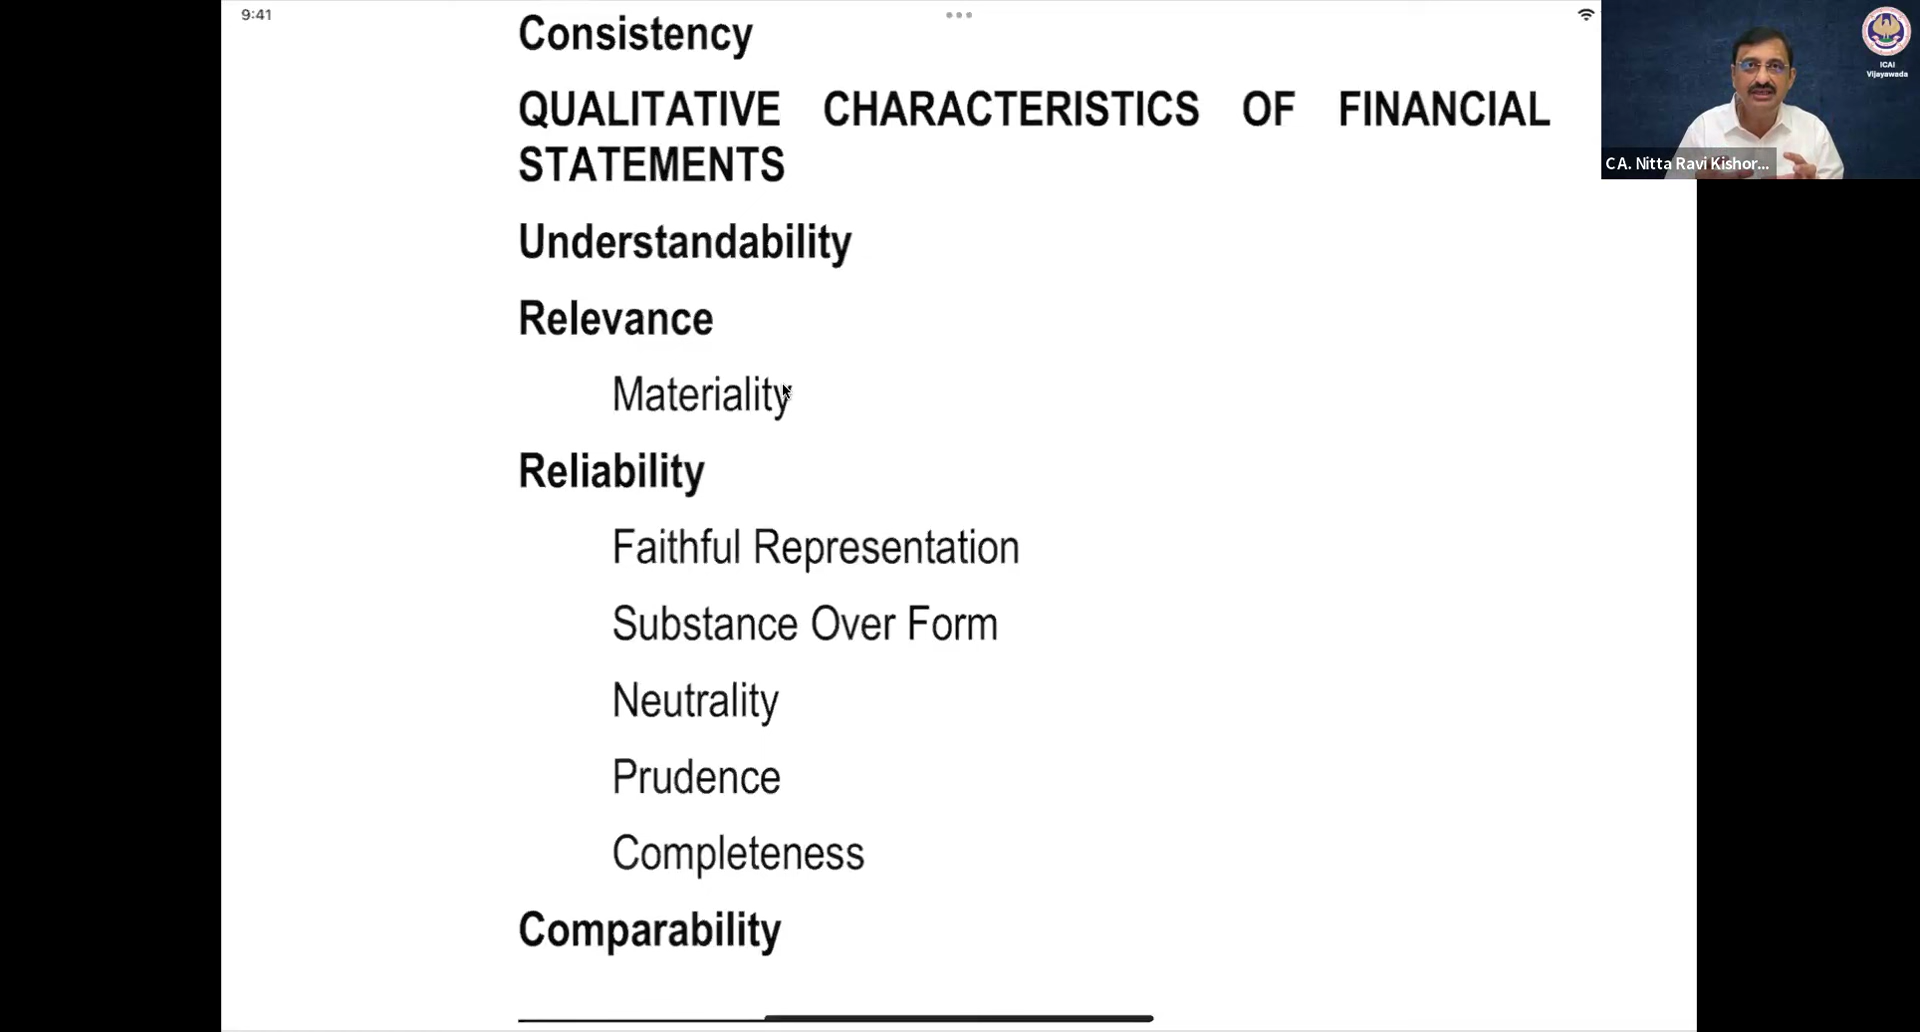 9:41
Consistency
QUALITATIVE CHARACTERISTICS OF FINANCIAL
STATEMENTS
Understandability
Relevance
Materiality
Reliability
Faithful Representation
Substance Over Form
Neutrality
Prudence
Completeness
Comparability
ICAI
Vijayawada
CA. Nitta Ravi Kishor...